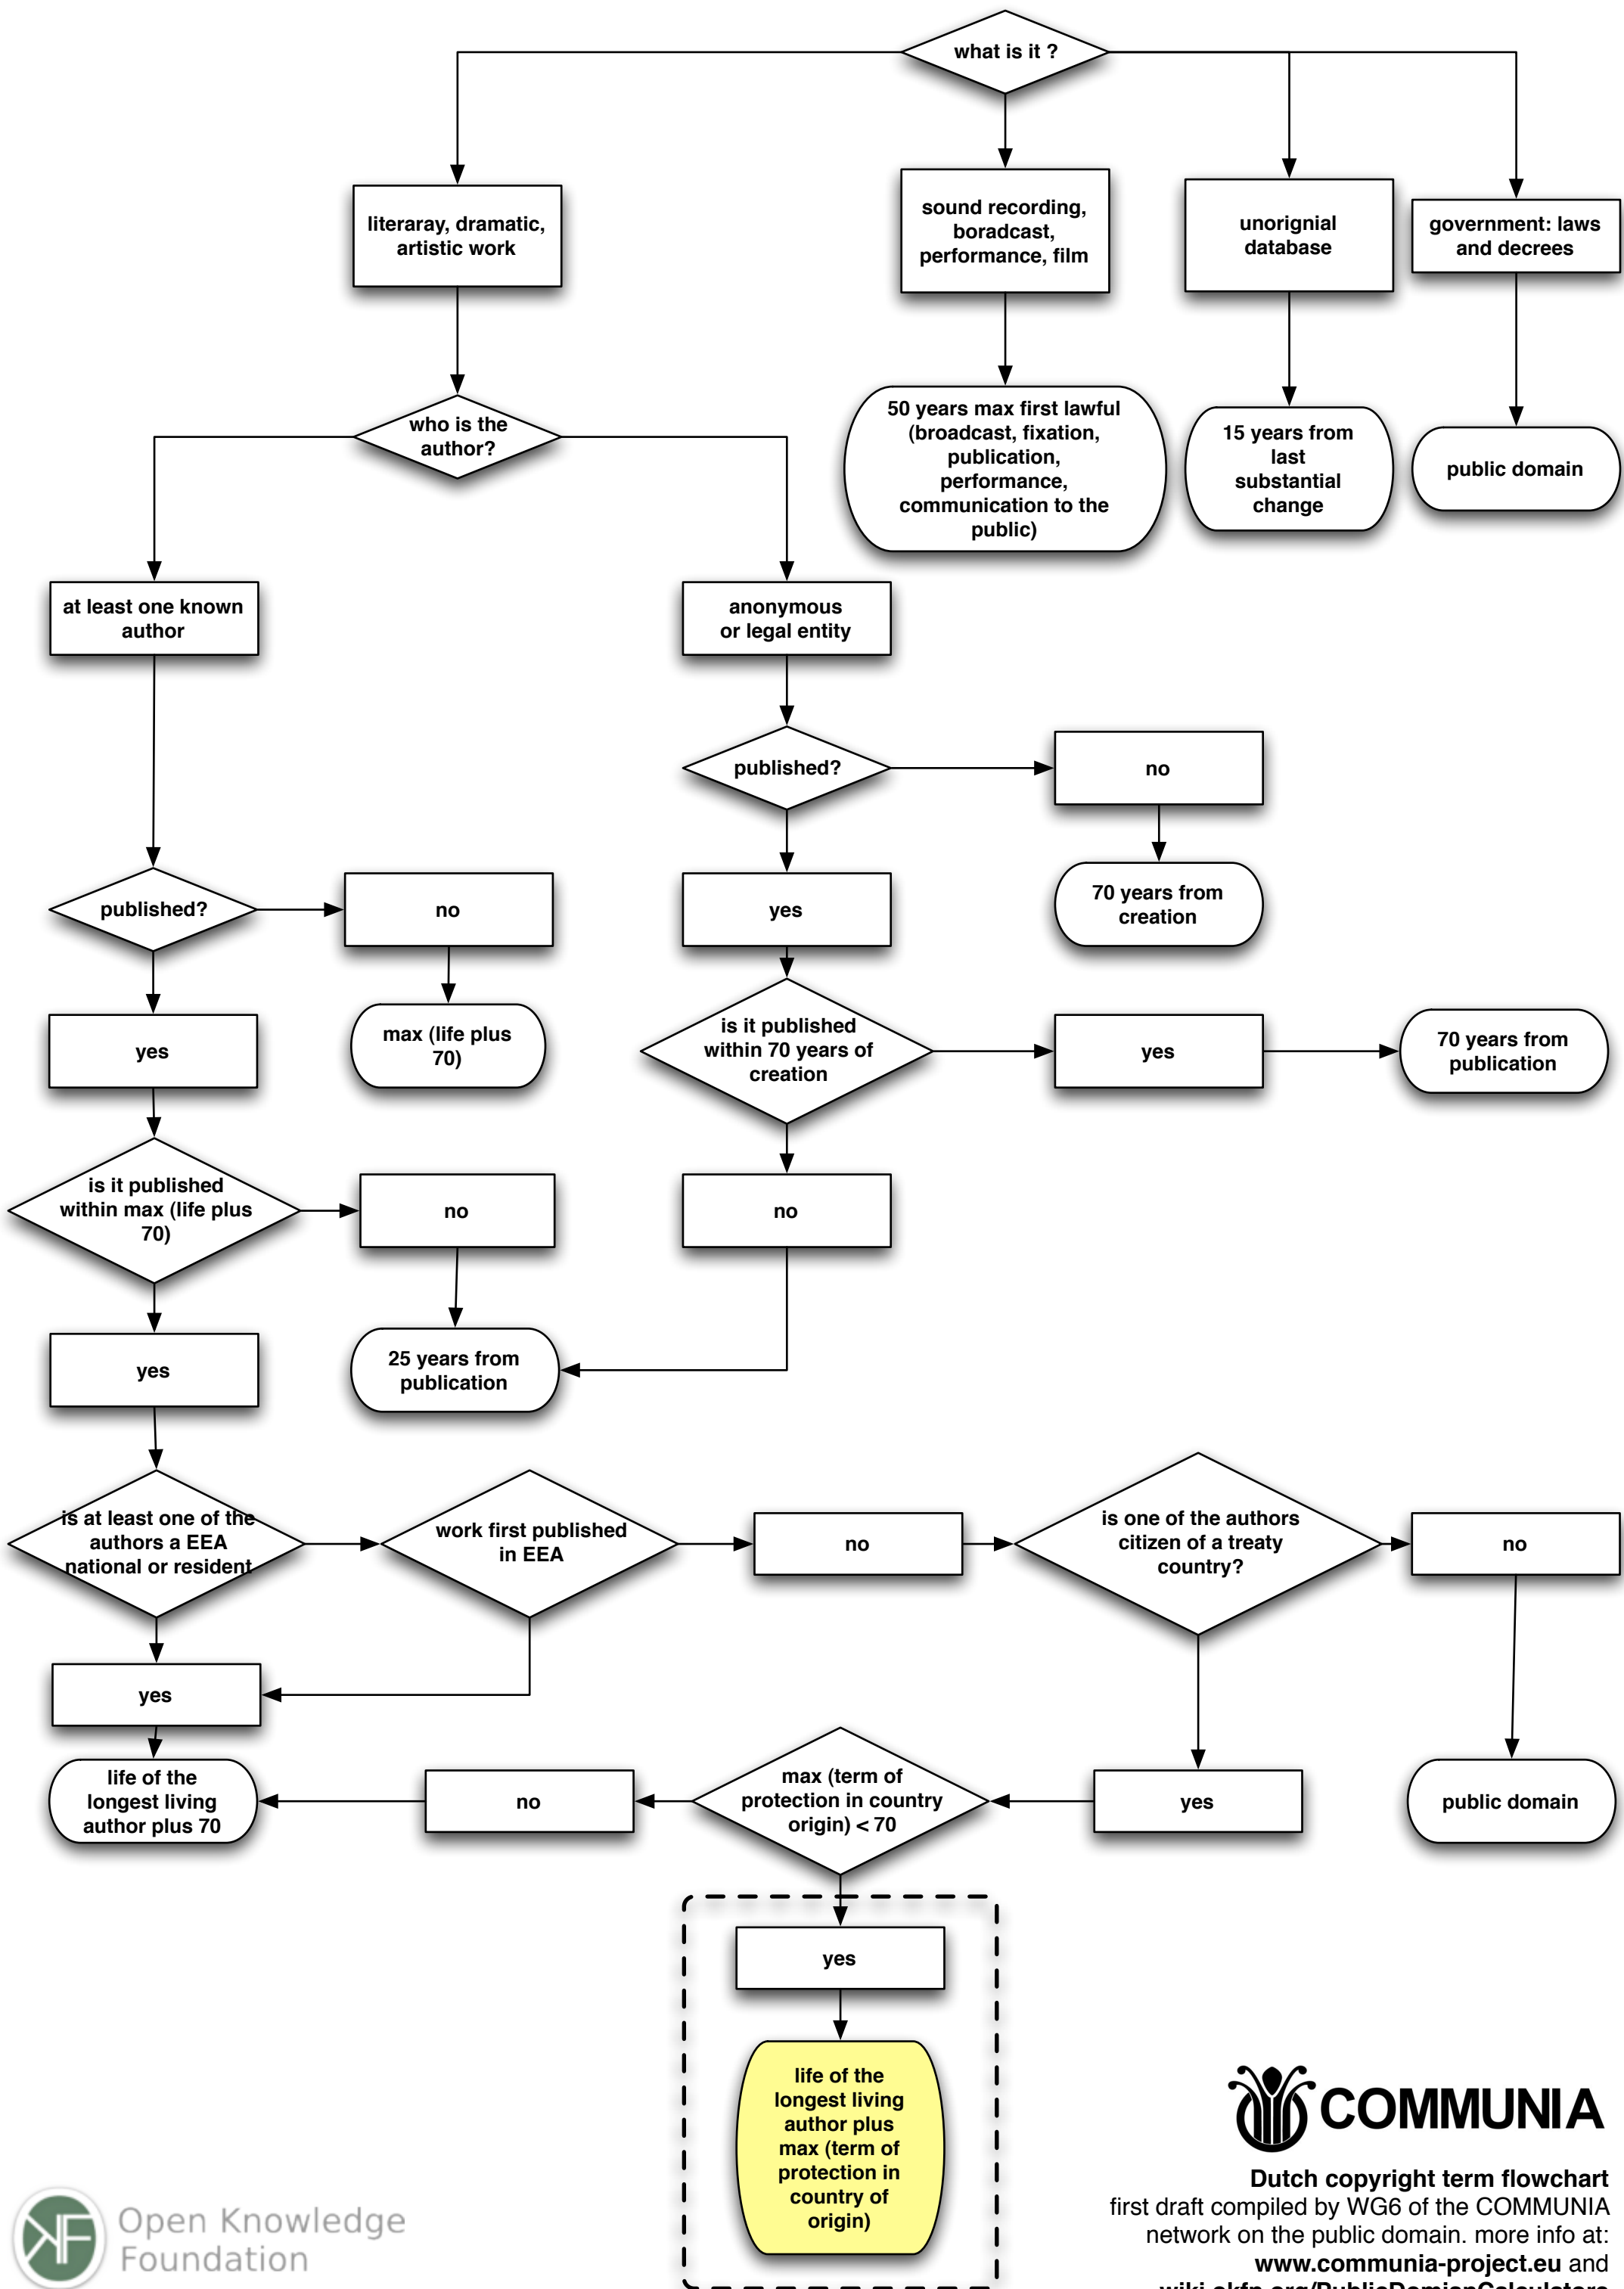 what is it ?
literaray, dramatic,
artistic work
sound recording,
boradcast,
performance, film
unorignial
database
government: laws
and decrees
who is the
author?
50 years max first lawful
(broadcast, fixation,
publication,
performance,
communication to the
public)
15 years from
last
substantial
change
public domain
at least one known
author
anonymous
or legal entity
published?
no
70 years from
creation
published?
no
yes
max (life plus
70)
yes
is it published
within 70 years of
creation
yes
70 years from
publication
is it published
within max (life plus
70)
no
no
yes
25 years from
publication
is at least one of the
authors a EEA
national or resident
work first published
in EEA
no
is one of the authors
citizen of a treaty
country?
no
yes
life of the
longest living
author plus 70
no
max (term of
protection in country
origin) < 70
yes
public domain
yes
life of the
longest living
author plus
max (term of
protection in
country of
origin)
COMMUNIA
Dutch copyright term flowchart
first draft compiled by WG6 of the COMMUNIA
network on the public domain. more info at:
www.communia-project.eu and
wiki.okfn.org/PublicDomainCalculators
Open Knowledge
Foundation